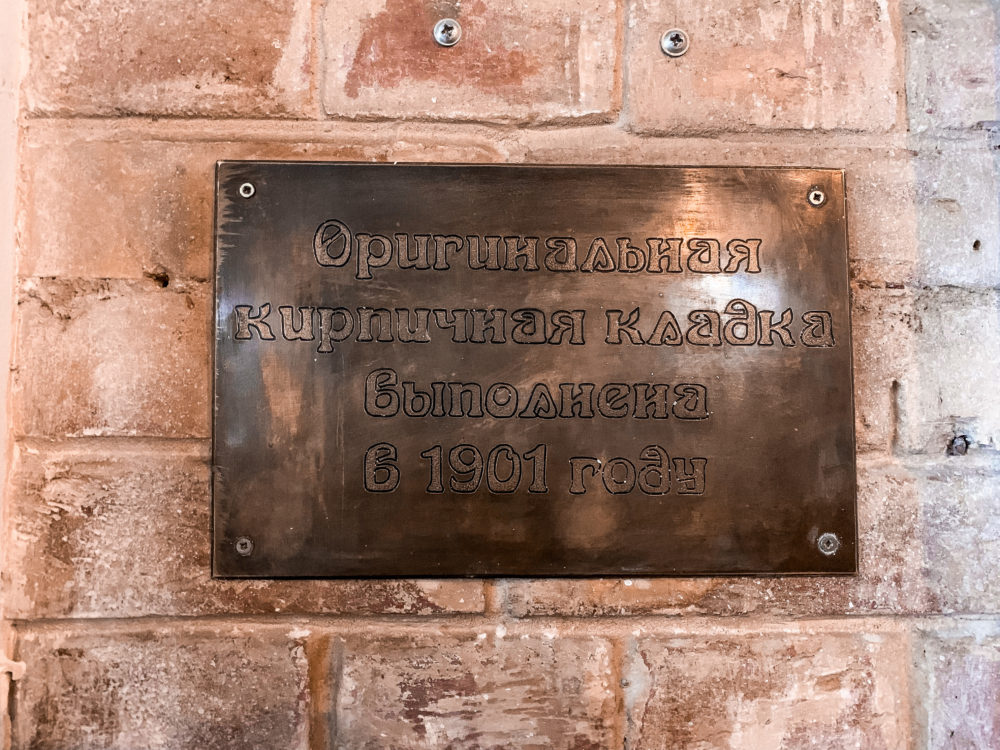 Оригинальная
кирпичная кладка
выполнена
в 1901 году